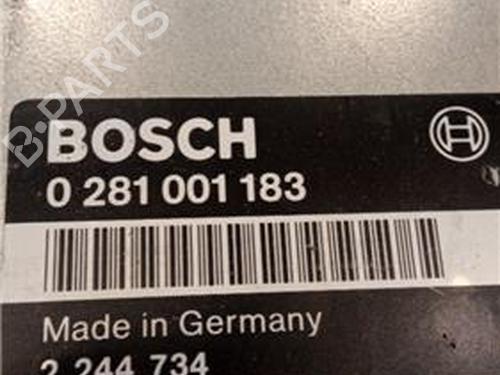 B-PARTS
BOSCH
0 281 001 183
Made in Germany
2 244 734